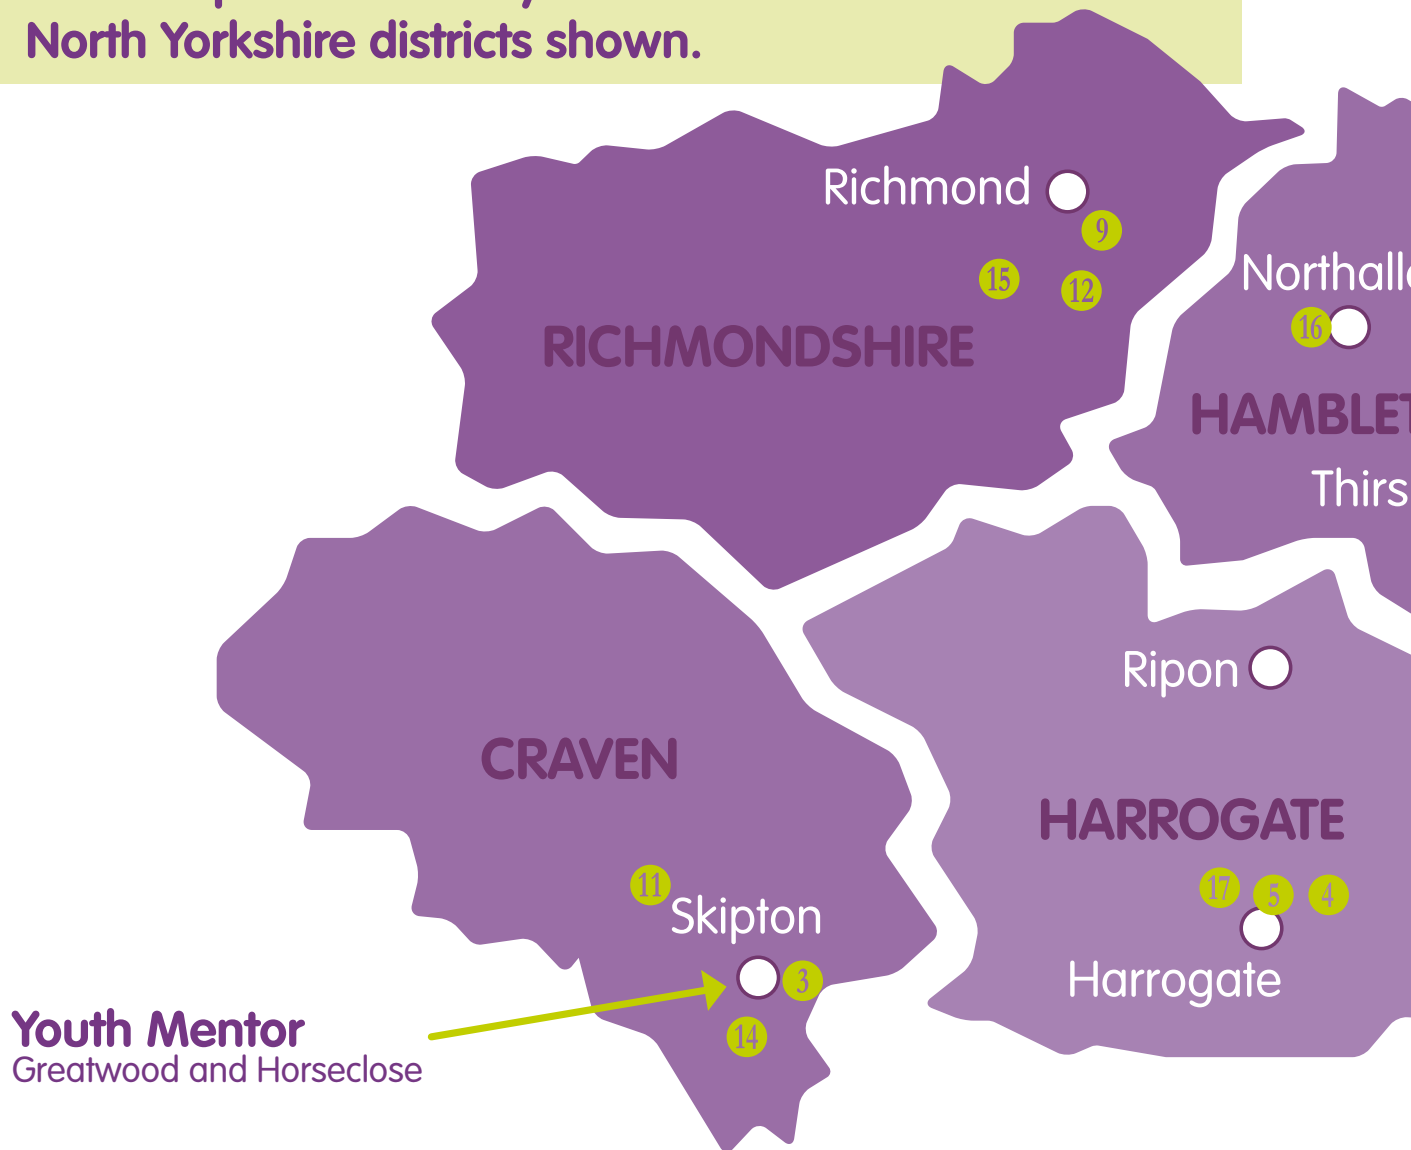 North Yorkshire districts shown.
Richmond
9
15
12
RICHMONDSHIRE
16
Thirs
Ripon
CRAVEN
HARROGATE
17
5
4
11
Skipton
Harrogate
3
14
Youth Mentor
Greatwood and Horseclose